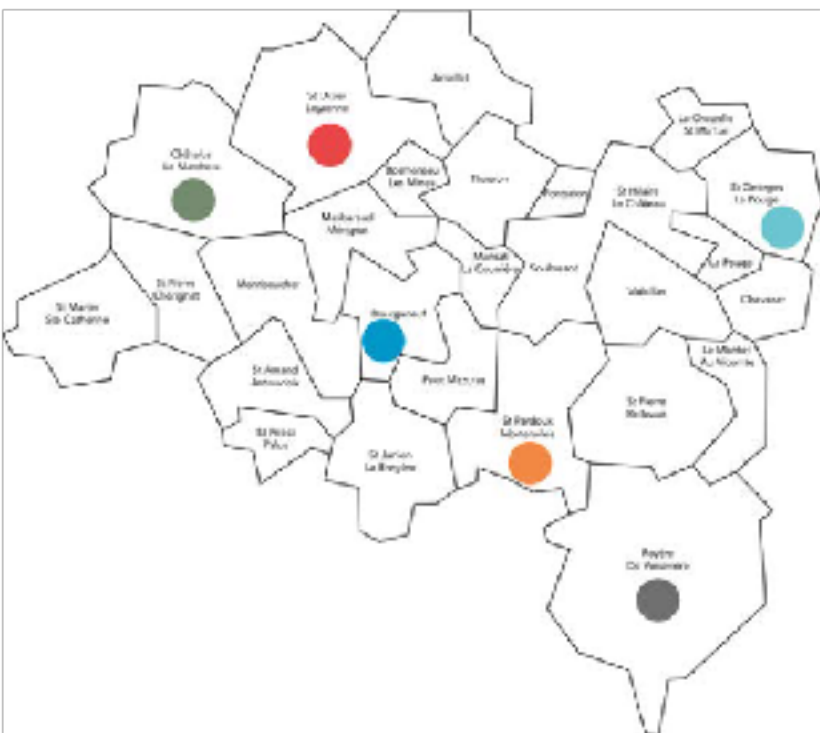 Janaillat
St Dizier
Leyrenne
La Chapelle
St Martial
Châtelus
Le Marcheix
Bosmoreau
Les Mines
Thauron
Pontarion
St Hilaire
Le Château
St Georges
La Pouge
Masbaraud
Mérignat
Mansat
La Courrière
Soubrebost
La Pouge
St Martin
Ste Catherine
St Pierre
Chérignat
Montboucher
Vidaillat
Chavanat
Bourganeuf
Le Monteil
Au Vicomte
St Amand
Faux Mazuras
St Pierre
Bellevue
St Pardoux
Morterolles
St Priest
Palus
St Junien
La Bregère
Royère
De Vassivière